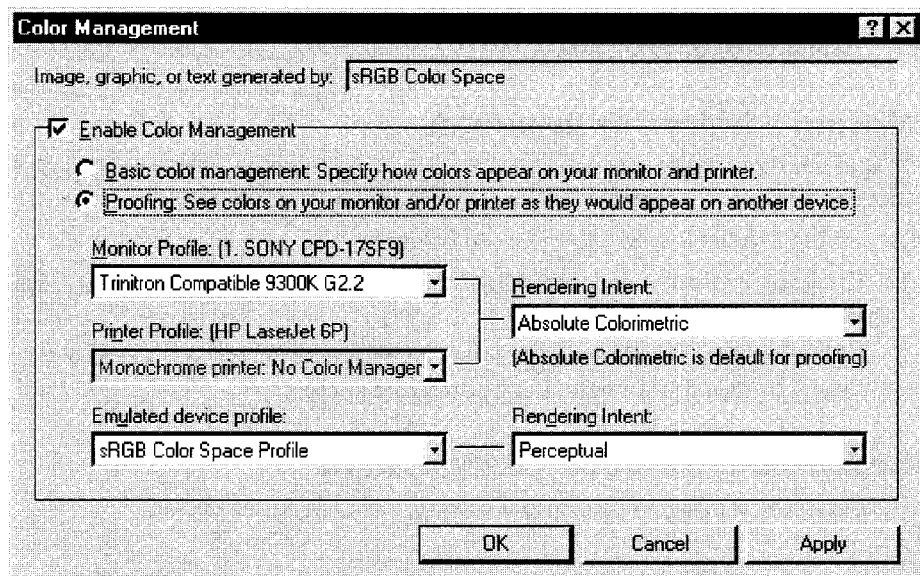 Color Management
? X
Image, graphic, or text generated by: sRGB Color Space
Enable Color Management
Basic color management: Specify how colors appear on your monitor and printer.
Proofing: See colors on your monitor and/or printer as they would appear on another device.
Monitor Profile: (1. SONY CPD-17SF9)
Trinitron Compatible 9300K G2.2
Rendering Intent:
Absolute Colorimetric
Printer Profile: (HP LaserJet 6P)
(Absolute Colorimetric is default for proofing)
Monochrome printer: No Color Manager
Emulated device profile:
Rendering Intent:
sRGB Color Space Profile
Perceptual
OK
Cancel
Apply